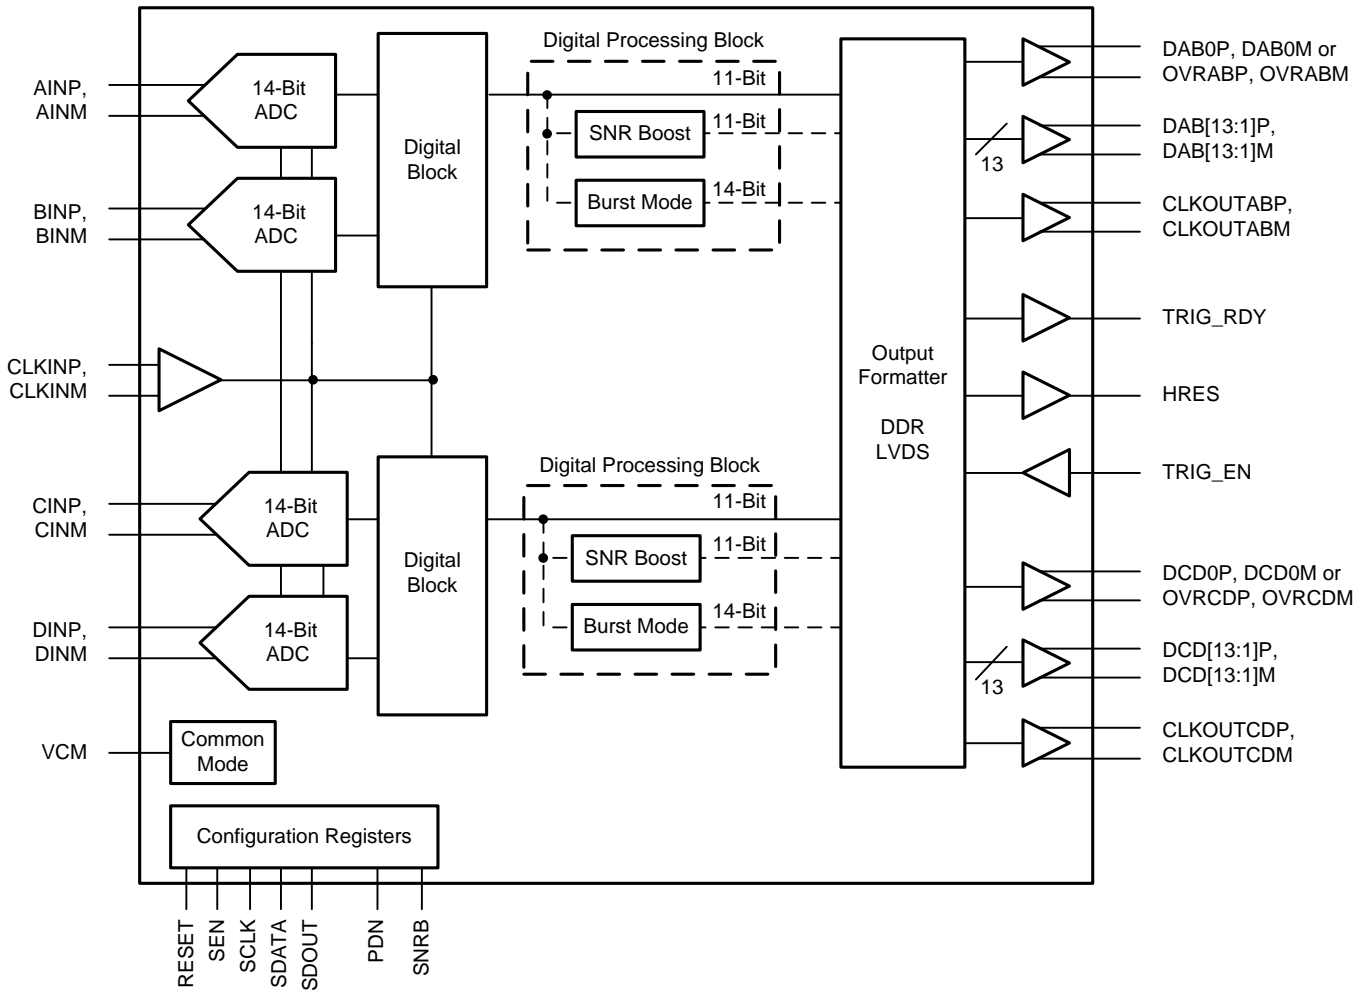 AINP,
AINM
14-Bit
ADC
BINP,
BINM
14-Bit
ADC
Digital
Block
Digital Processing Block
11-Bit
SNR Boost
11-Bit
Burst Mode
14-Bit
CLKINP,
CLKINM
CINP,
CINM
14-Bit
ADC
DINP,
DINM
14-Bit
ADC
Digital
Block
Digital Processing Block
11-Bit
SNR Boost
11-Bit
Burst Mode
14-Bit
Output
Formatter
DDR
LVDS
DAB0P, DAB0M or
OVRABP, OVRABM
13
DAB[13:1]P,
DAB[13:1]M
CLKOUTABP,
CLKOUTABM
TRIG_RDY
HRES
TRIG_EN
DCD0P, DCD0M or
OVRCDP, OVRCDM
13
DCD[13:1]P,
DCD[13:1]M
CLKOUTCDP,
CLKOUTCDM
VCM
Common
Mode
Configuration Registers
RESET
SEN
SCLK
SDATA
SDOUT
PDN
SNRB